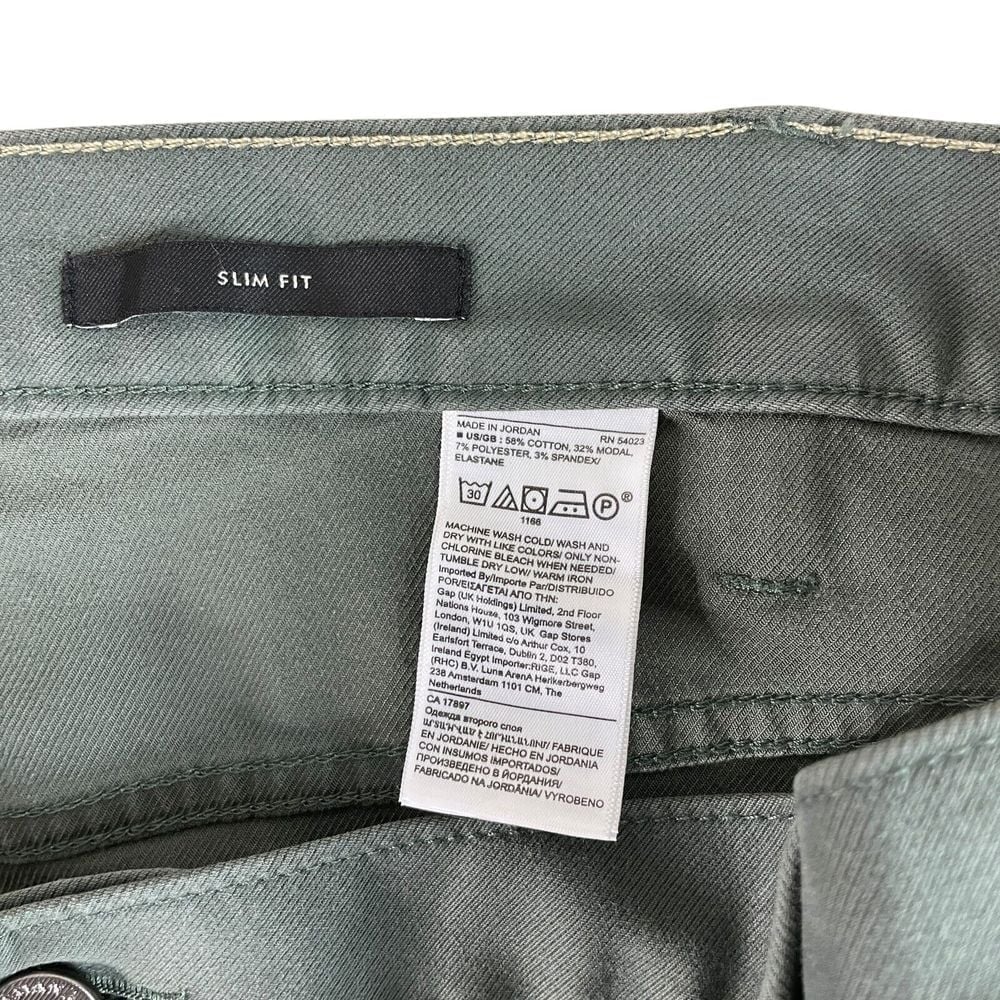 SLIM FIT
MADE IN JORDAN RN 54023
■ US/GB : 58% COTTON, 32% MODAL,
7% POLYESTER, 3% SPANDEX/
ELASTANE
30 P ®
1166
MACHINE WASH COLD/ WASH AND
DRY WITH LIKE COLORS/ ONLY NON-
CHLORINE BLEACH WHEN NEEDED/
TUMBLE DRY LOW/ WARM IRON
Imported By/Importe Par/DISTRIBUIDO
POR/ΕΙΣΑΓΕΤΑΙ ΑΠΟ ΤΗΝ:
Gap (UK Holdings) Limited, 2nd Floor
Nations House, 103 Wigmore Street,
London, W1U 1QS, UK Gap Stores
(Ireland) Limited c/o Arthur Cox, 10
Earlsfort Terrace, Dublin 2, D02 T380,
Ireland Egypt Importer:RIGE, LLC Gap
(RHC) B.V. Luna ArenA Herikerbergweg
238 Amsterdam 1101 CM, The
Netherlands
CA 17897
Одежда второго слоя
ԱՐՏԱԴՐՎԱԾ Է ՀՈՐԴԱՆԱՆՈՒՄ/ FABRIQUE
EN JORDANIE/ HECHO EN JORDANIA
CON INSUMOS IMPORTADOS/
ПРОИЗВЕДЕНО В ЙОРДАНИИ/
FABRICADO NA JORDÂNIA/ VYROBENO